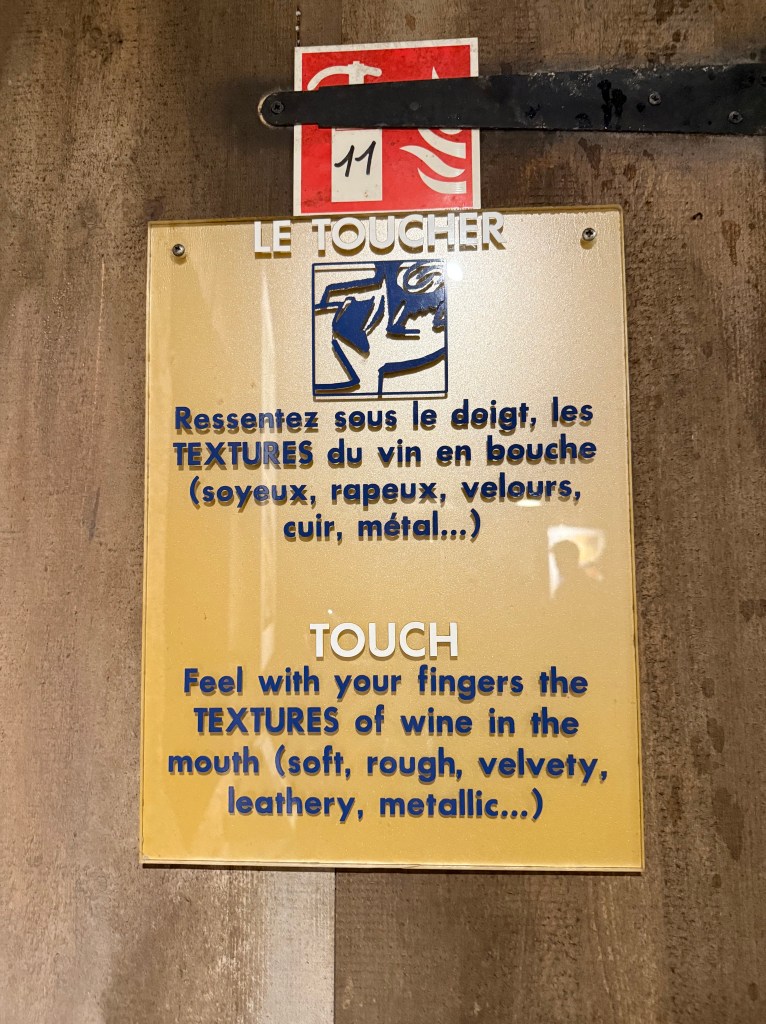 11
LE TOUCHER
Ressentez sous le doigt, les
TEXTURES du vin en bouche
(soyeux, rapeux, velours,
cuir, métal...)
TOUCH
Feel with your fingers the
TEXTURES of wine in the
mouth (soft, rough, velvety,
leathery, metallic...)